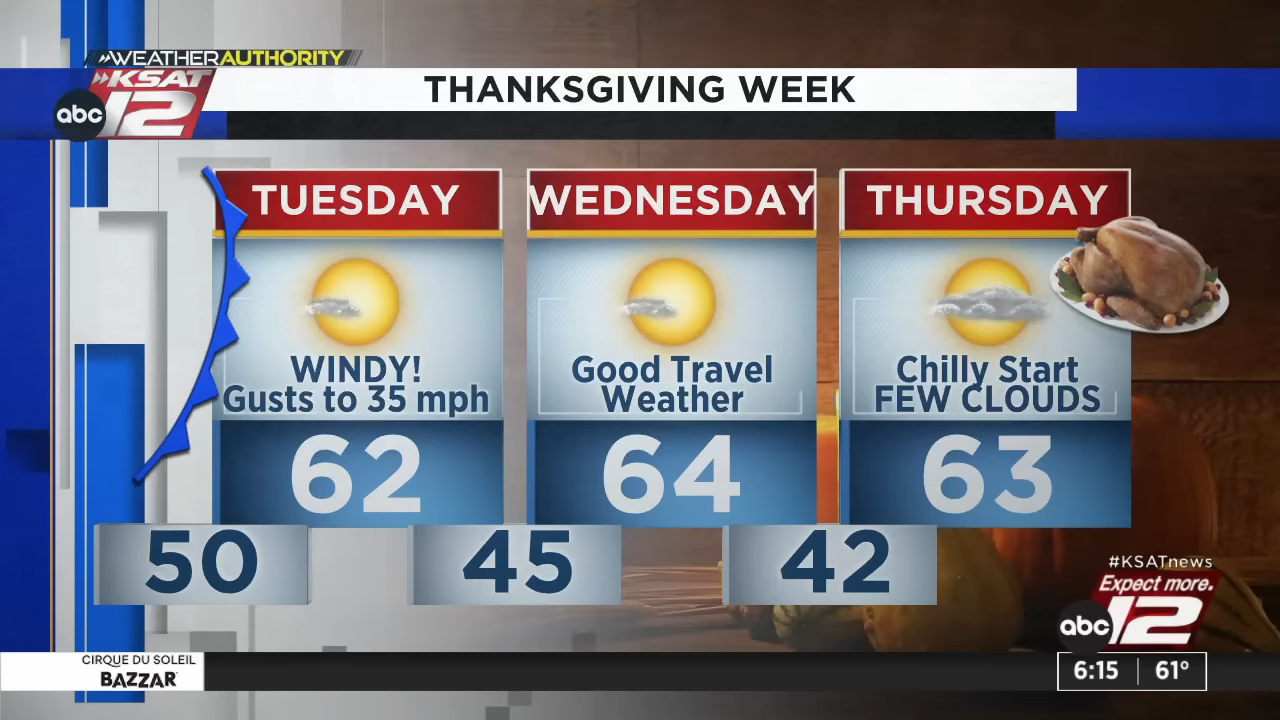 WEATHERAUTHORITY
KSAT
abc 12
THANKSGIVING WEEK
TUESDAY
WINDY!
Gusts to 35 mph
62
50
WEDNESDAY
Good Travel
Weather
64
45
THURSDAY
Chilly Start
FEW CLOUDS
63
42
#KSATnews
Expect more.
abc 12
CIRQUE DU SOLEIL
BAZZAR
6:15 61°